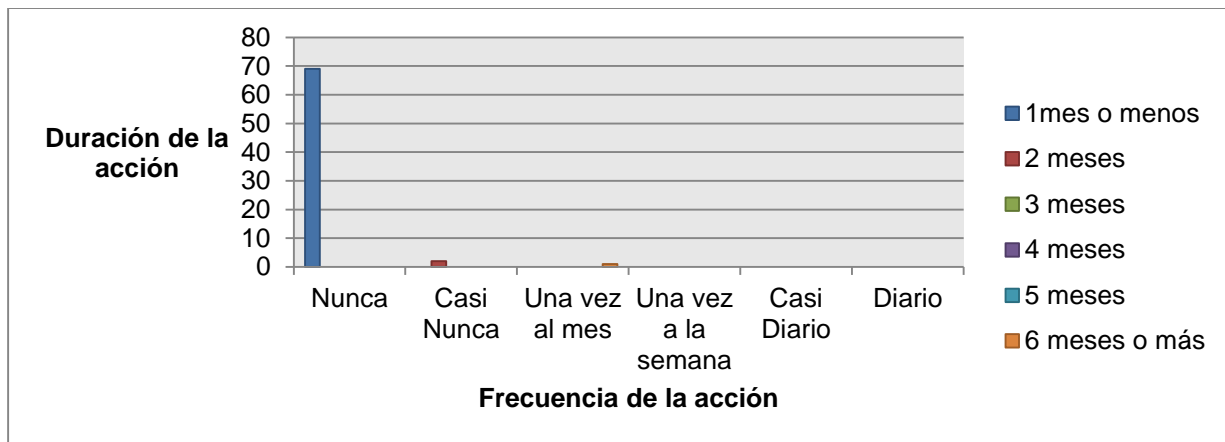 80
70
60
50
40
30
20
10
0
Duración de la
acción
Nunca
Casi
Nunca
Una vez
al mes
Una vez
a la
semana
Casi
Diario
Diario
Frecuencia de la acción
1mes o menos
2 meses
3 meses
4 meses
5 meses
6 meses o más